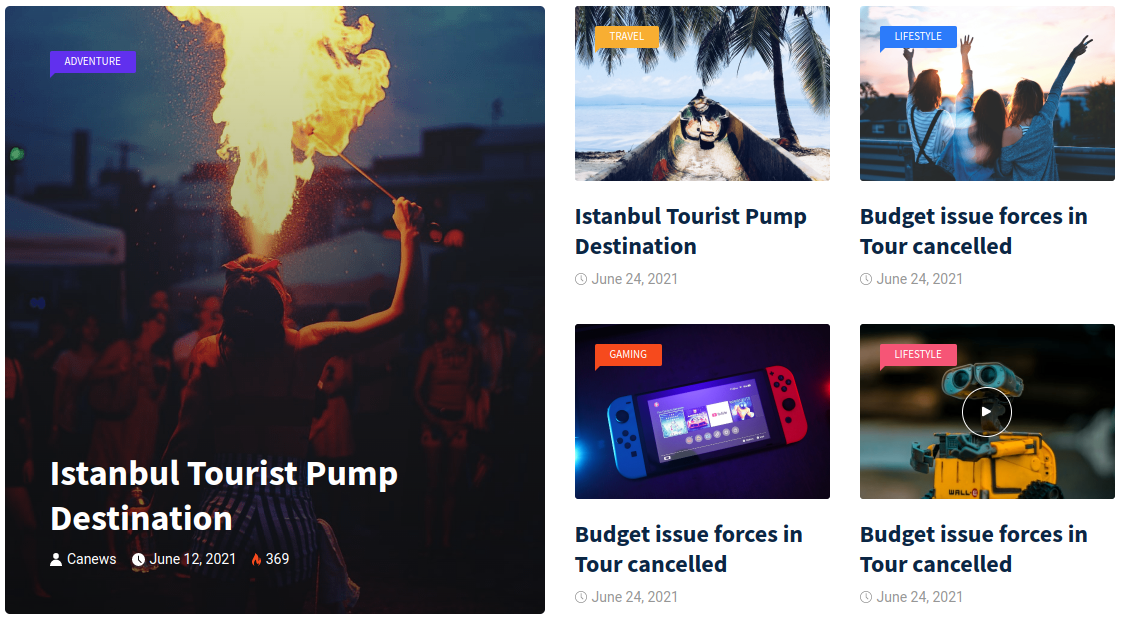 ADVENTURE
Istanbul Tourist Pump
Destination
Canews June 12, 2021 369
TRAVEL
Istanbul Tourist Pump
Destination
June 24, 2021
LIFESTYLE
Budget issue forces in
Tour cancelled
June 24, 2021
GAMING
Budget issue forces in
Tour cancelled
June 24, 2021
LIFESTYLE
WALL·E
Budget issue forces in
Tour cancelled
June 24, 2021